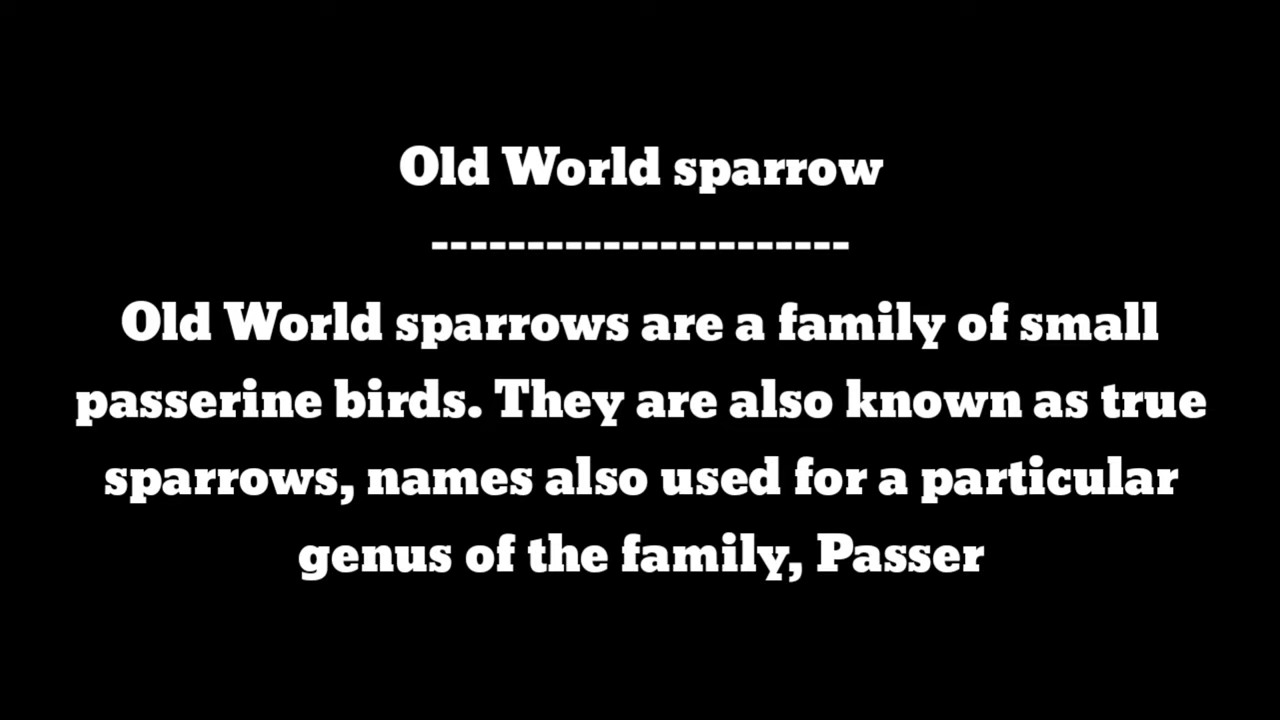 Old World sparrow
----------------------
Old World sparrows are a family of small
passerine birds. They are also known as true
sparrows, names also used for a particular
genus of the family, Passer